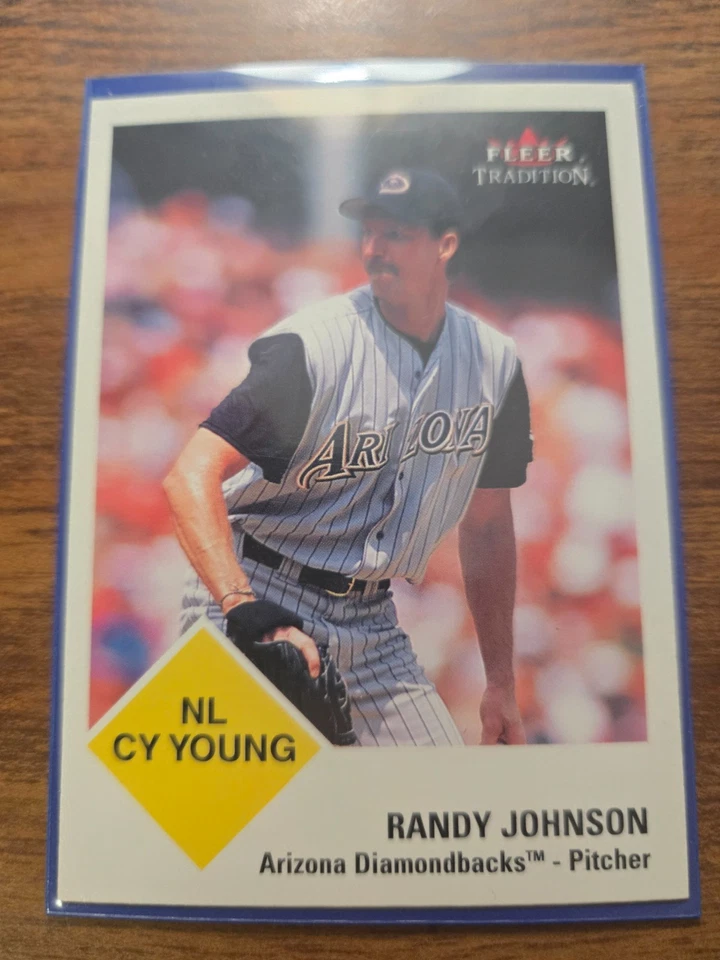 FLEER
TRADITION
ARIZONA
NL
CY YOUNG
RANDY JOHNSON
Arizona Diamondbacks™ - Pitcher